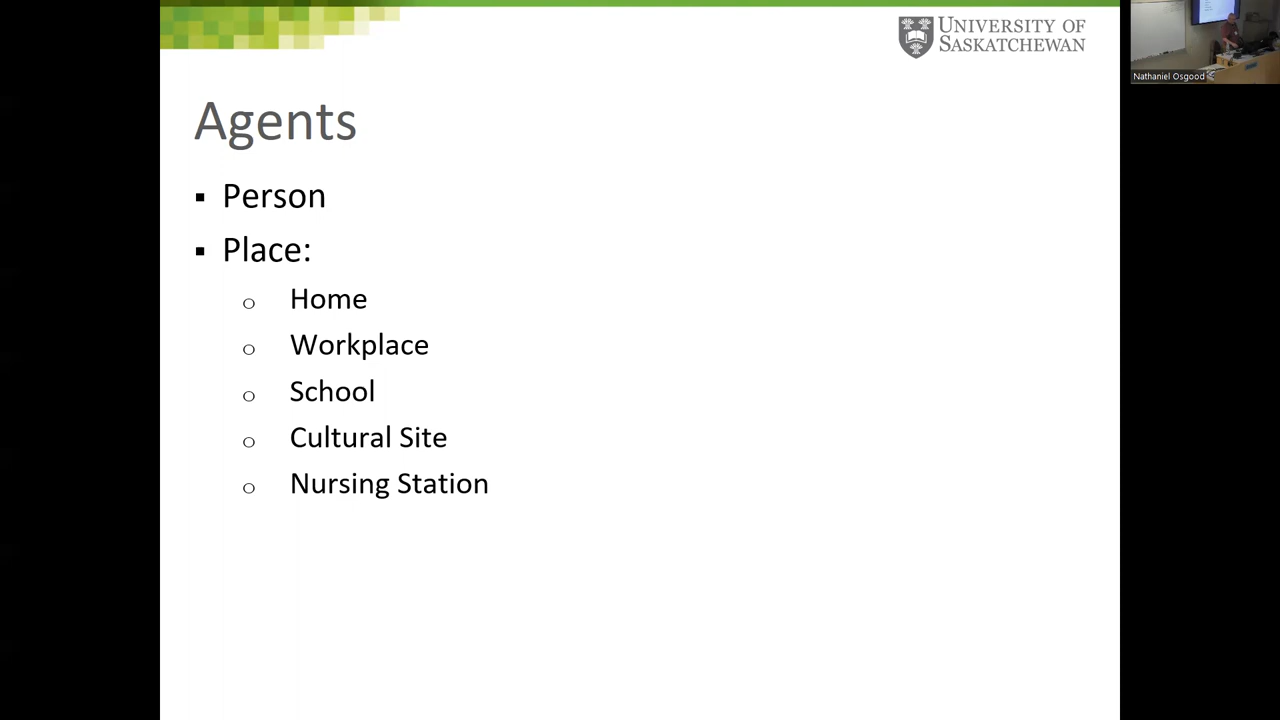 UNIVERSITY OF
SASKATCHEWAN
Nathaniel Osgood
Agents
▪ Person
▪ Place:
o Home
o Workplace
o School
o Cultural Site
o Nursing Station